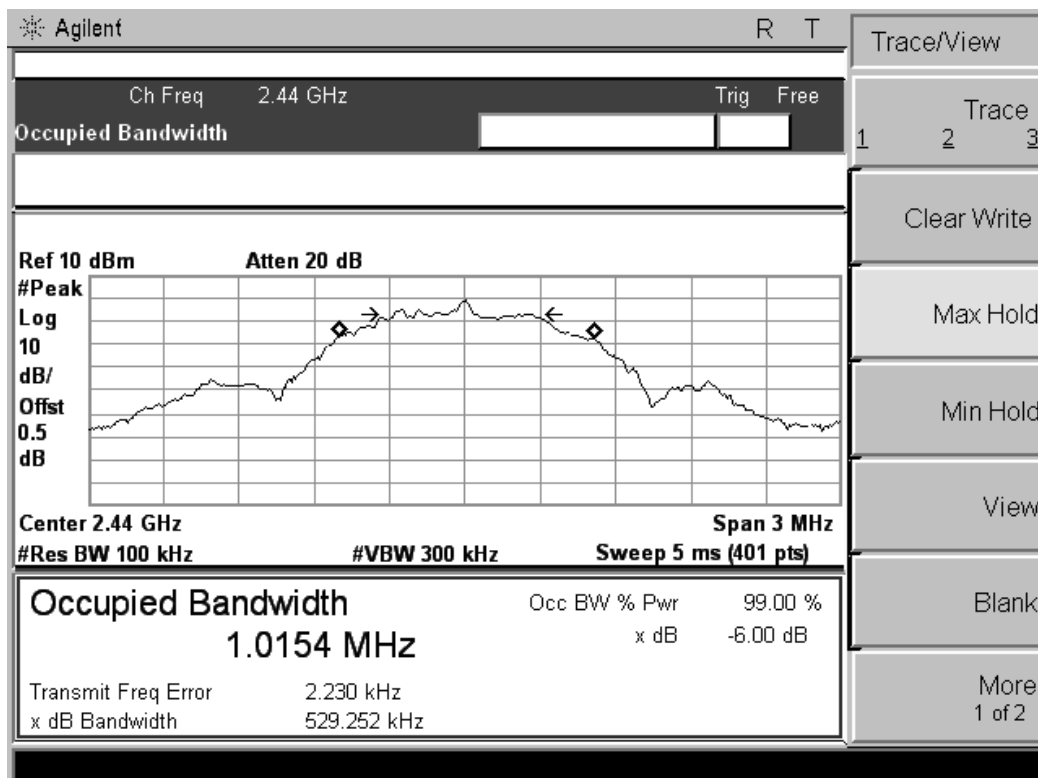 Agilent R T
Trace/View
Ch Freq 2.44 GHz Trig Free
Occupied Bandwidth
Trace
1 2 3
Clear Write
Max Hold
Min Hold
View
Blank
More
1 of 2
Ref 10 dBm Atten 20 dB
#Peak
Log
10
dB/
Offst
0.5
dB
Center 2.44 GHz Span 3 MHz
#Res BW 100 kHz #VBW 300 kHz Sweep 5 ms (401 pts)
Occupied Bandwidth Occ BW % Pwr 99.00 %
1.0154 MHz x dB -6.00 dB
Transmit Freq Error 2.230 kHz
x dB Bandwidth 529.252 kHz